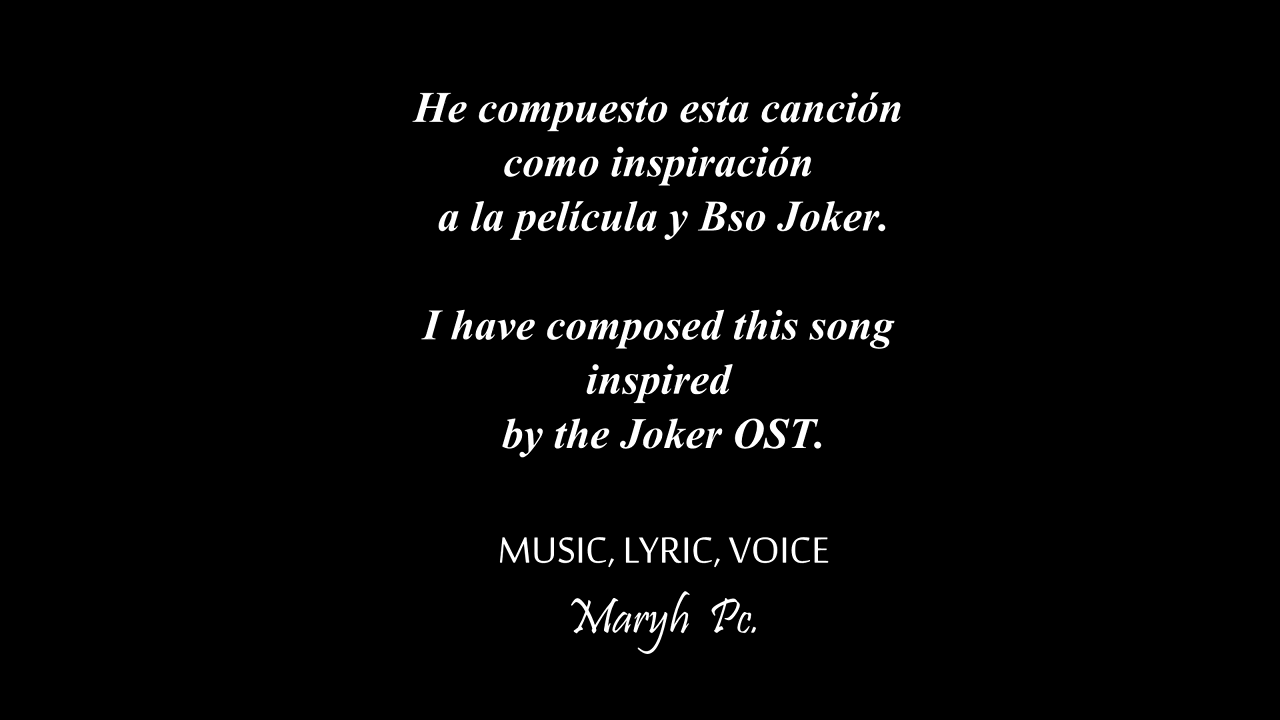 He compuesto esta canción
como inspiración
a la película y Bso Joker.
I have composed this song
inspired
by the Joker OST.
MUSIC, LYRIC, VOICE
Maryh Pc.